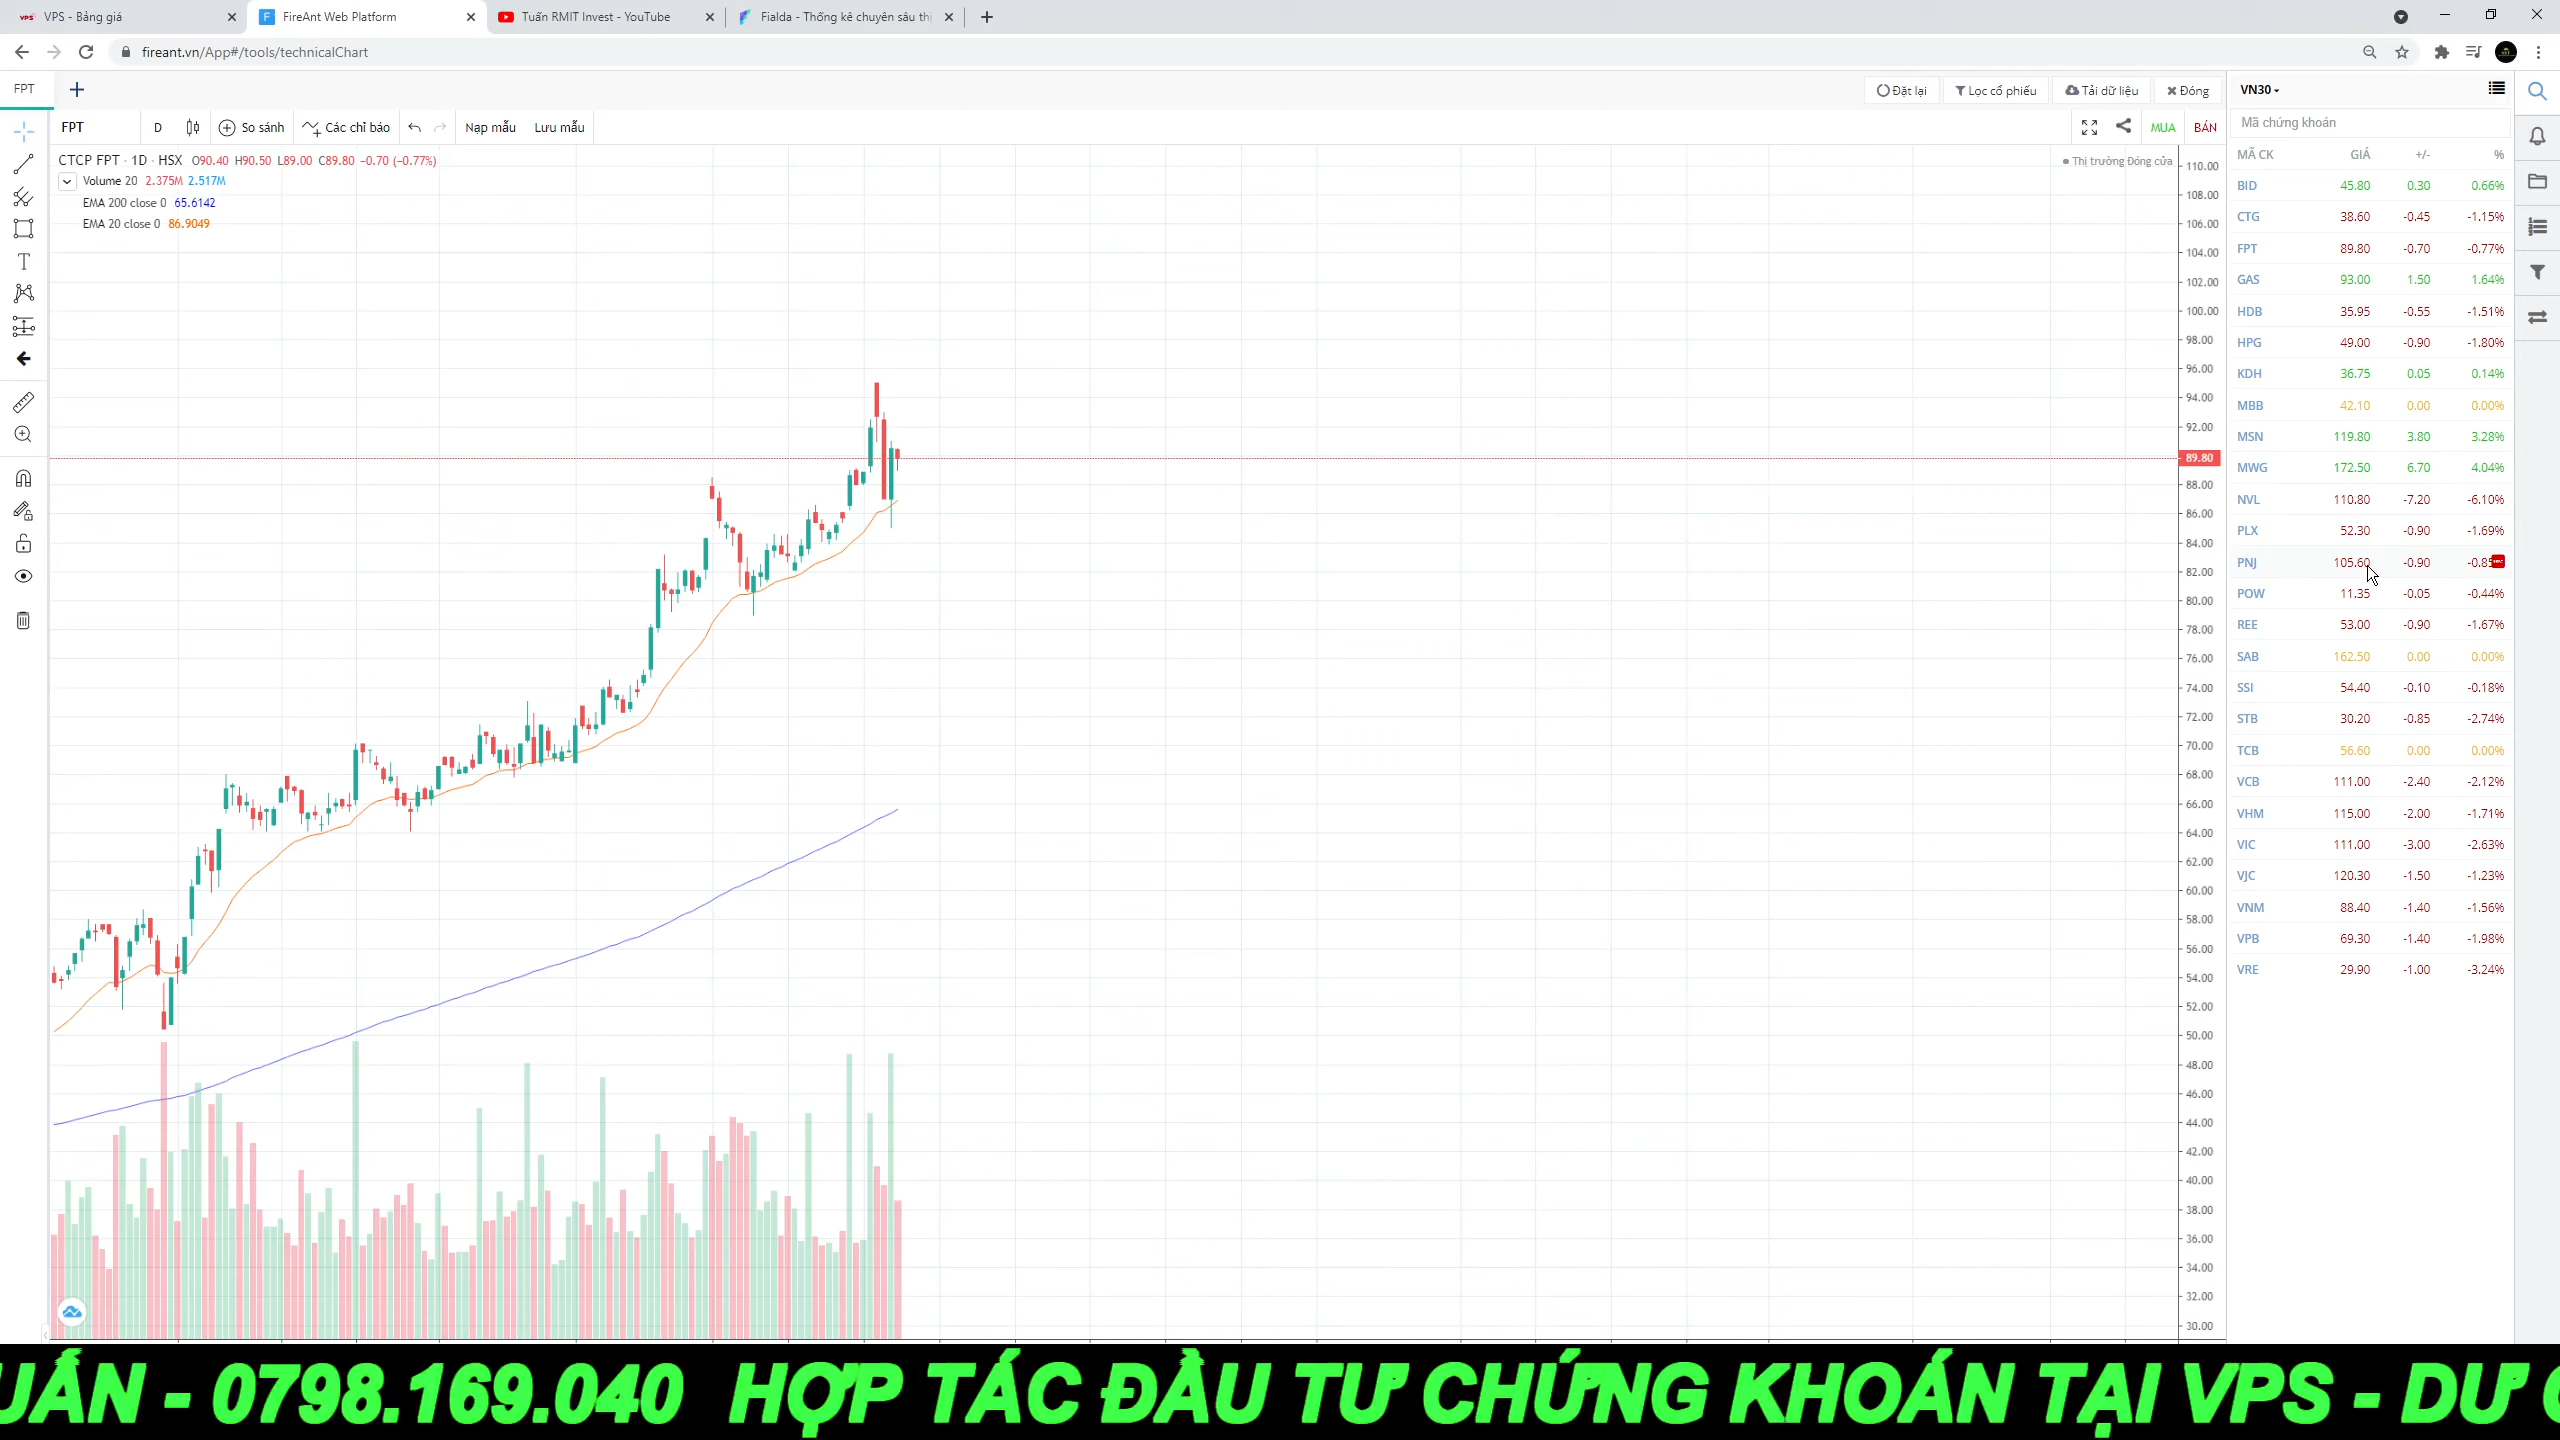 VPS VPS - Bảng giá
FireAnt Web Platform
Tuấn RMIT Invest - YouTube
Fialda - Thống kê chuyên sâu thị
fireant.vn/App#/tools/technicalChart
FPT
Đặt lại
Lọc cổ phiếu
Tải dữ liệu
Đóng
VN30
FPT
D
So sánh
Các chỉ báo
Nạp mẫu
Lưu mẫu
MUA
BÁN
Mã chứng khoán
CTCP FPT · 1D · HSX O90.40 H90.50 L89.00 C89.80 −0.70 (−0.77%)
Thị trường Đóng cửa
Volume 20 2.375M 2.517M
EMA 200 close 0 65.6142
EMA 20 close 0 86.9049
110.00
108.00
106.00
104.00
102.00
100.00
98.00
96.00
94.00
92.00
89.80
88.00
86.00
84.00
82.00
80.00
78.00
76.00
74.00
72.00
70.00
68.00
66.00
64.00
62.00
60.00
58.00
56.00
54.00
52.00
50.00
48.00
46.00
44.00
42.00
40.00
38.00
36.00
34.00
32.00
30.00
MÃ CK GIÁ +/- %
BID 45.80 0.30 0.66%
CTG 38.60 -0.45 -1.15%
FPT 89.80 -0.70 -0.77%
GAS 93.00 1.50 1.64%
HDB 35.95 -0.55 -1.51%
HPG 49.00 -0.90 -1.80%
KDH 36.75 0.05 0.14%
MBB 42.10 0.00 0.00%
MSN 119.80 3.80 3.28%
MWG 172.50 6.70 4.04%
NVL 110.80 -7.20 -6.10%
PLX 52.30 -0.90 -1.69%
PNJ 105.60 -0.90 -0.85
POW 11.35 -0.05 -0.44%
REE 53.00 -0.90 -1.67%
SAB 162.50 0.00 0.00%
SSI 54.40 -0.10 -0.18%
STB 30.20 -0.85 -2.74%
TCB 56.60 0.00 0.00%
VCB 111.00 -2.40 -2.12%
VHM 115.00 -2.00 -1.71%
VIC 111.00 -3.00 -2.63%
VJC 120.30 -1.50 -1.23%
VNM 88.40 -1.40 -1.56%
VPB 69.30 -1.40 -1.98%
VRE 29.90 -1.00 -3.24%
UẤN - 0798.169.040 HỢP TÁC ĐẦU TƯ CHỨNG KHOÁN TẠI VPS - DƯ